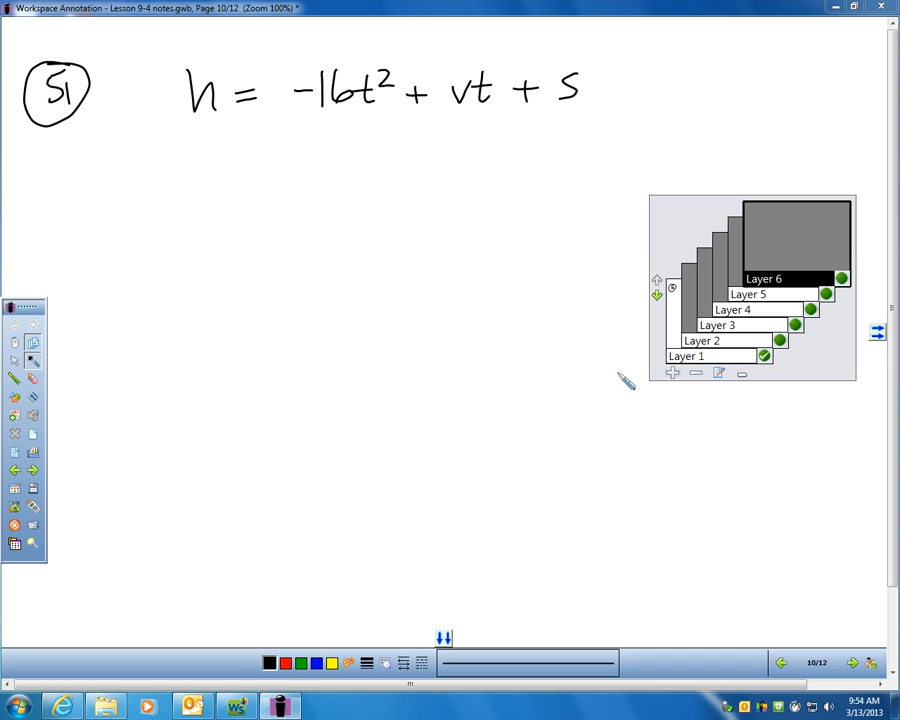 Workspace Annotation - Lesson 9-4 notes.gwb, Page 10/12 (Zoom 100%) *
51 h = -16t² + vt + s
Layer 6
Layer 5
Layer 4
Layer 3
Layer 2
Layer 1
10/12
9:54 AM
3/13/2013